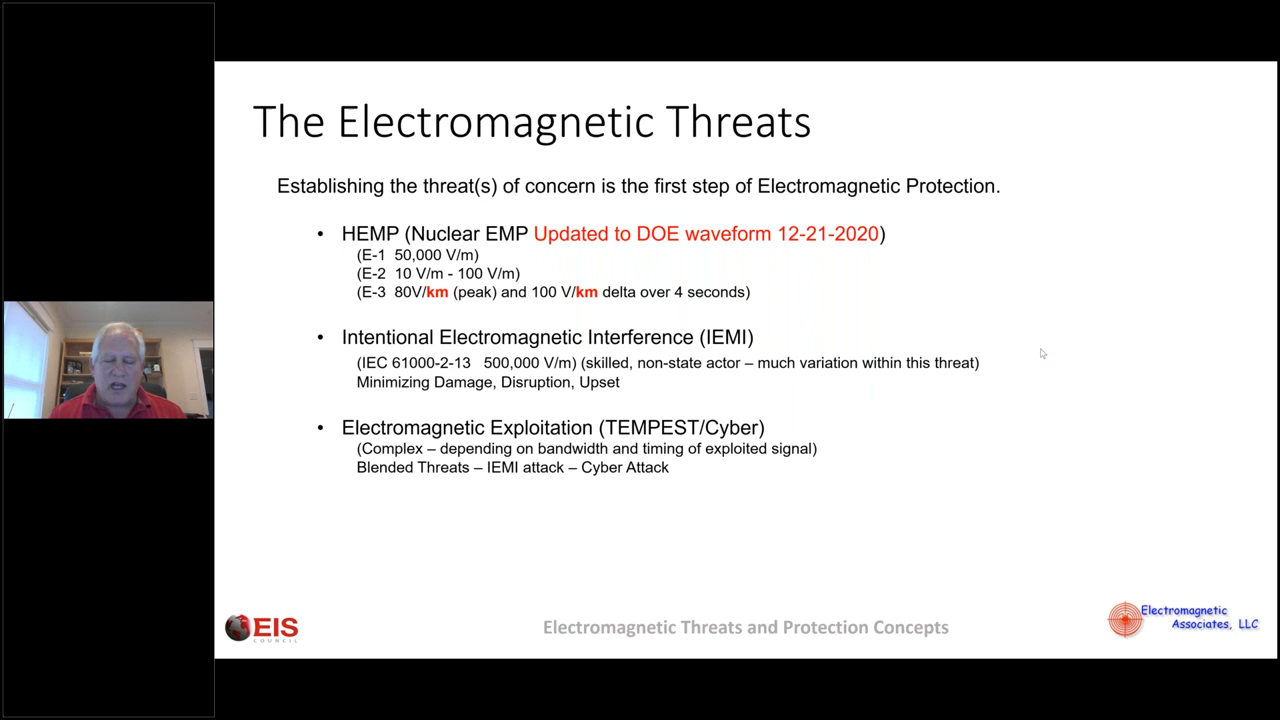 The Electromagnetic Threats
Establishing the threat(s) of concern is the first step of Electromagnetic Protection.
• HEMP (Nuclear EMP Updated to DOE waveform 12-21-2020)
(E-1 50,000 V/m)
(E-2 10 V/m - 100 V/m)
(E-3 80V/km (peak) and 100 V/km delta over 4 seconds)
• Intentional Electromagnetic Interference (IEMI)
(IEC 61000-2-13 500,000 V/m) (skilled, non-state actor – much variation within this threat)
Minimizing Damage, Disruption, Upset
• Electromagnetic Exploitation (TEMPEST/Cyber)
(Complex – depending on bandwidth and timing of exploited signal)
Blended Threats – IEMI attack – Cyber Attack
EIS
COUNCIL
Electromagnetic Threats and Protection Concepts
Electromagnetic
Associates, LLC